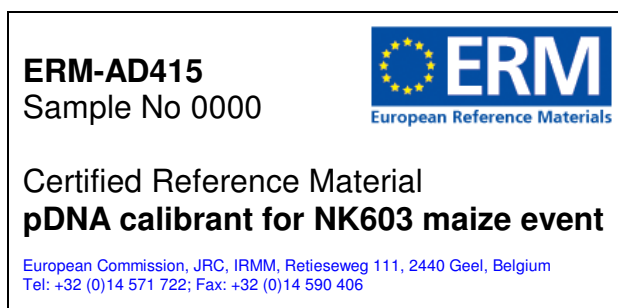 ERM-AD415
Sample No 0000
ERM
European Reference Materials
Certified Reference Material
pDNA calibrant for NK603 maize event
European Commission, JRC, IRMM, Retieseweg 111, 2440 Geel, Belgium
Tel: +32 (0)14 571 722; Fax: +32 (0)14 590 406